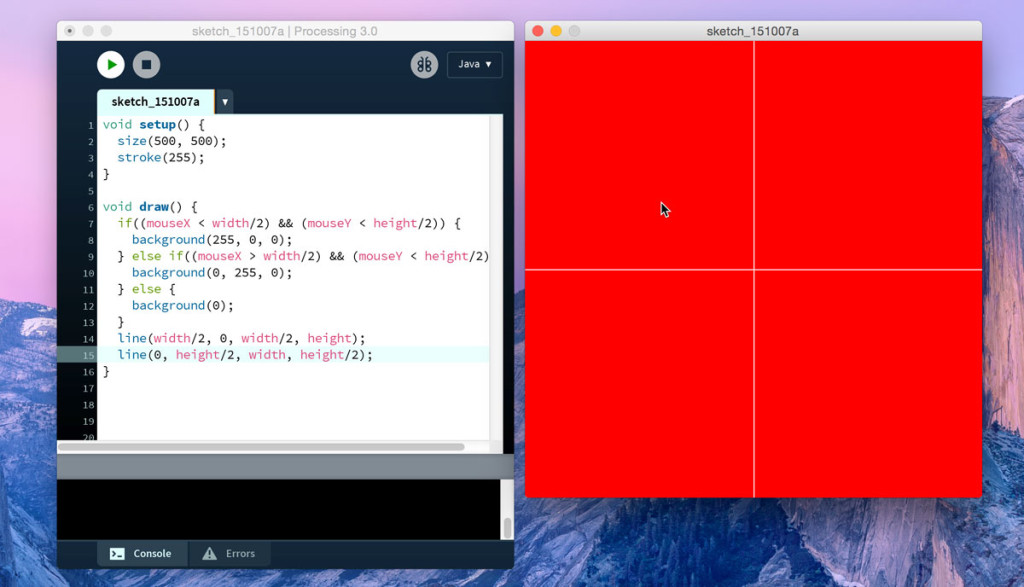 sketch_151007a | Processing 3.0
Java ▼
sketch_151007a ▼
1 void setup() {
2   size(500, 500);
3   stroke(255);
4 }
5
6 void draw() {
7   if((mouseX < width/2) && (mouseY < height/2)) {
8     background(255, 0, 0);
9   } else if((mouseX > width/2) && (mouseY < height/2)
10     background(0, 255, 0);
11   } else {
12     background(0);
13   }
14   line(width/2, 0, width/2, height);
15   line(0, height/2, width, height/2);
16 }
17
18
19
20
Console
Errors
sketch_151007a